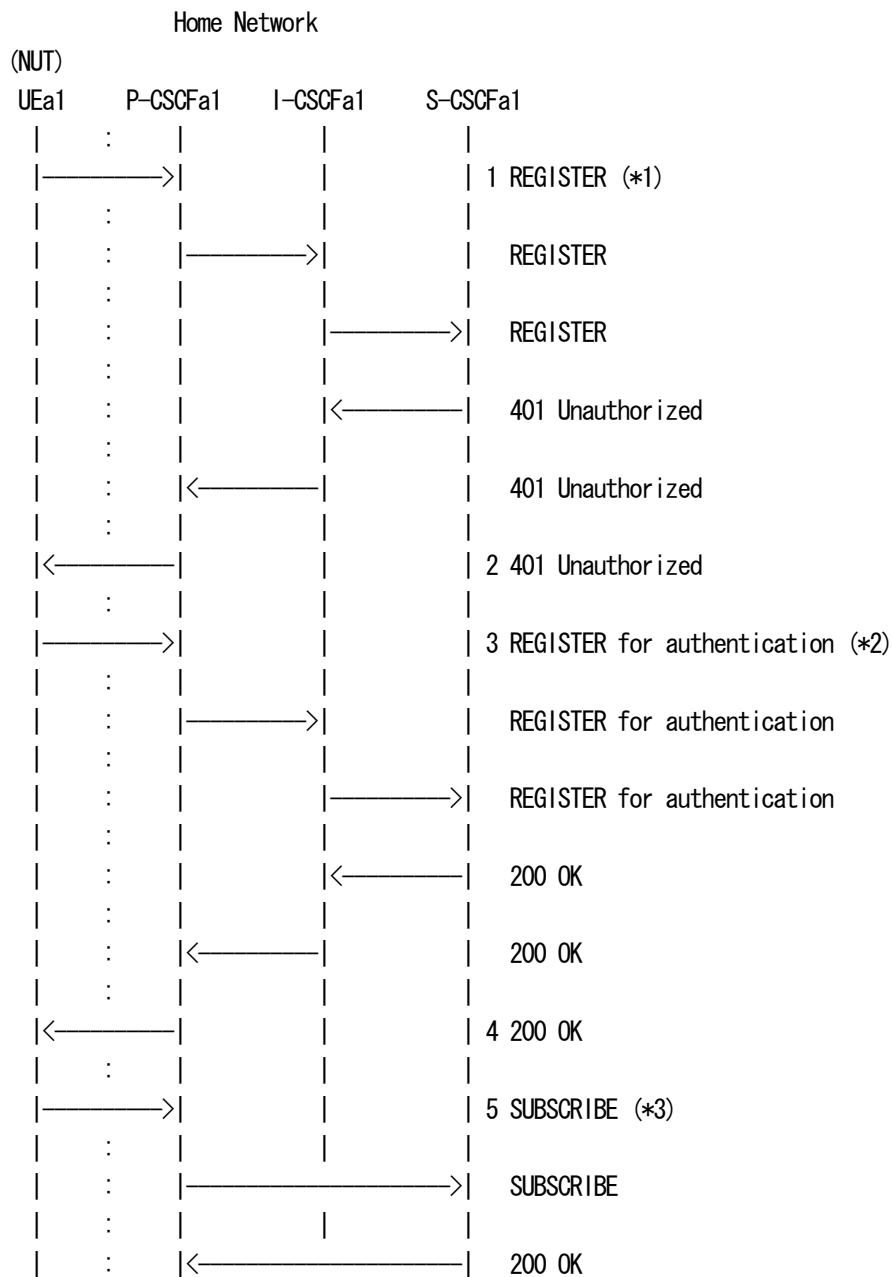 Home Network
(NUT)
UEa1 P-CSCFa1 I-CSCFa1 S-CSCFa1
1 REGISTER (*1)
REGISTER
REGISTER
401 Unauthorized
401 Unauthorized
2 401 Unauthorized
3 REGISTER for authentication (*2)
REGISTER for authentication
REGISTER for authentication
200 OK
200 OK
4 200 OK
5 SUBSCRIBE (*3)
SUBSCRIBE
200 OK